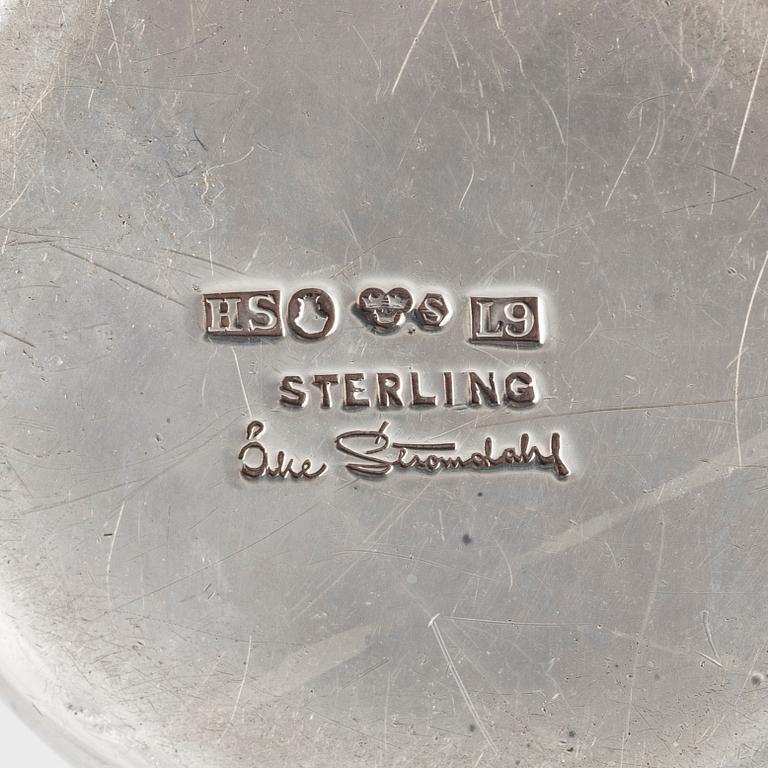 HS S L9
STERLING
Åke Strömdahl